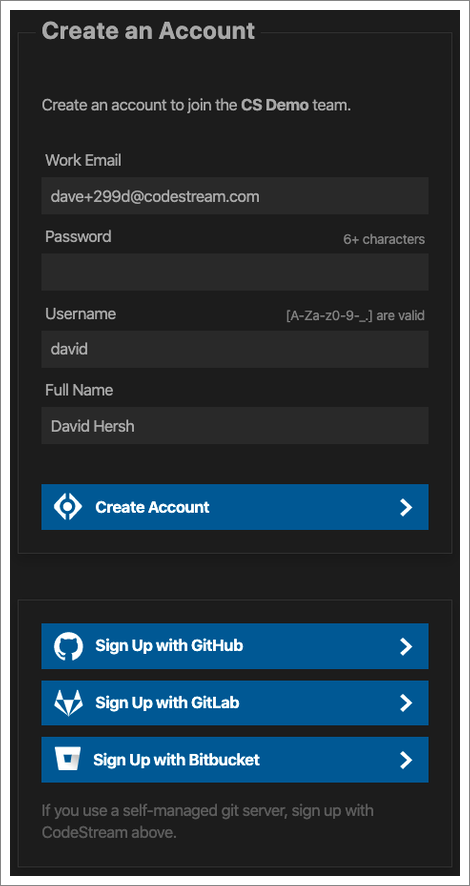 Create an Account
Create an account to join the CS Demo team.
Work Email
dave+299d@codestream.com
Password
6+ characters
Username
[A-Za-z0-9-_.] are valid
david
Full Name
David Hersh
Create Account
Sign Up with GitHub
Sign Up with GitLab
Sign Up with Bitbucket
If you use a self-managed git server, sign up with
CodeStream above.